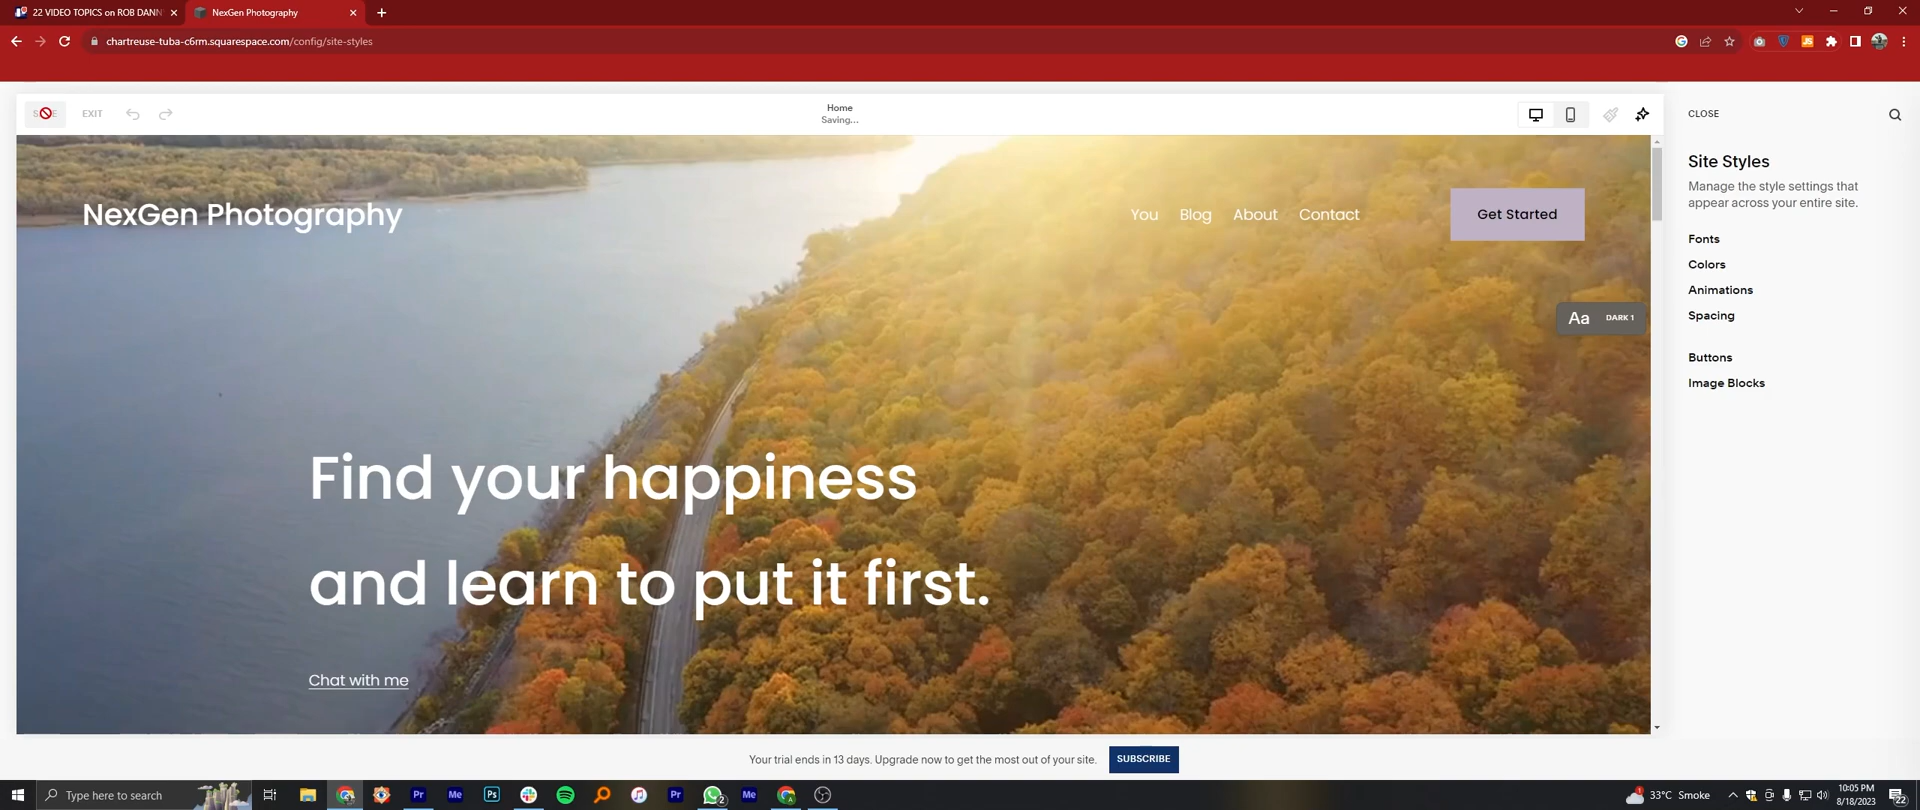 22 VIDEO TOPICS on ROB DANN
NexGen Photography
chartreuse-tuba-c6rm.squarespace.com/config/site-styles
EXIT
Home
Saving...
CLOSE
NexGen Photography
You Blog About Contact
Get Started
Aa DARK 1
Find your happiness
and learn to put it first.
Chat with me
Site Styles
Manage the style settings that
appear across your entire site.
Fonts
Colors
Animations
Spacing
Buttons
Image Blocks
Your trial ends in 13 days. Upgrade now to get the most out of your site.
SUBSCRIBE
Type here to search
33°C Smoke
10:05 PM
8/18/2023
22